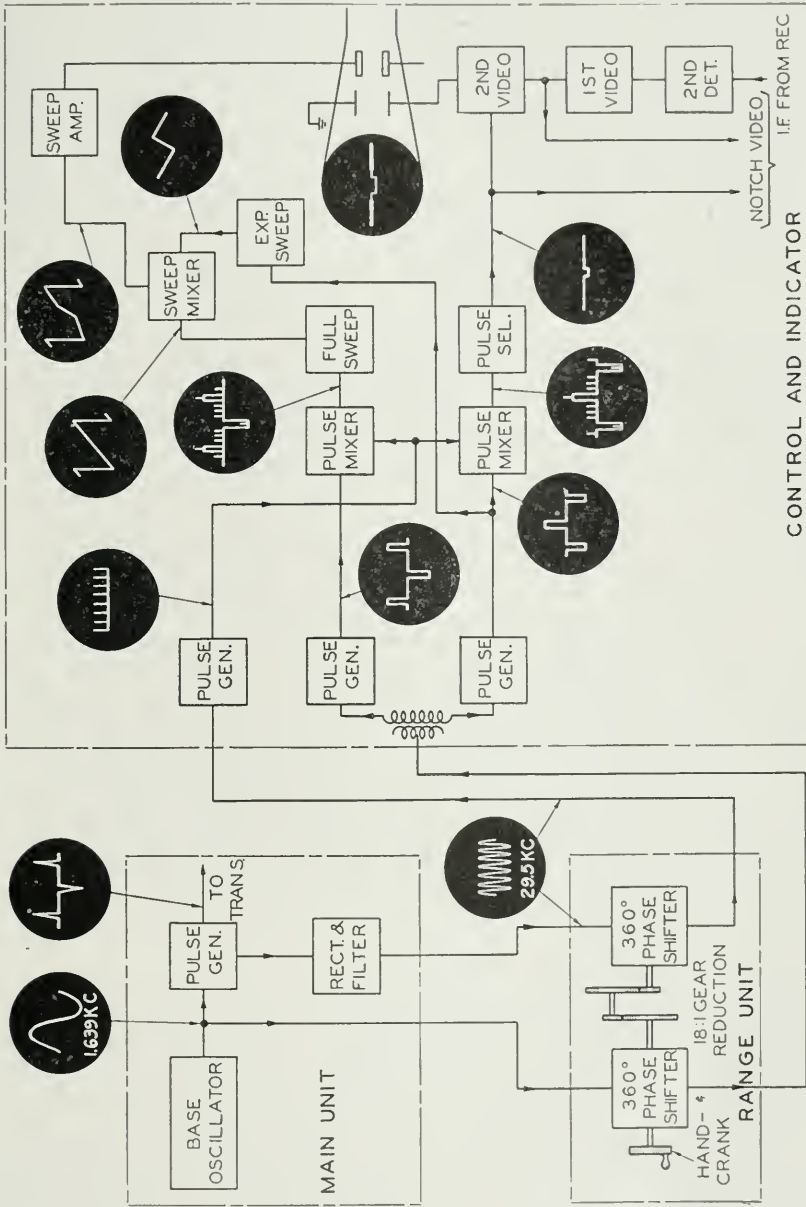 1.639KC
BASE
OSCILLATOR
PULSE
GEN.
TO
TRANS.
RECT. &
FILTER
MAIN UNIT
29.5 KC
360°
PHASE
SHIFTER
360°
PHASE
SHIFTER
HAND-
CRANK
18:1 GEAR
REDUCTION
RANGE UNIT
PULSE
GEN.
PULSE
GEN.
PULSE
GEN.
PULSE
MIXER
PULSE
MIXER
FULL
SWEEP
PULSE
SEL.
SWEEP
MIXER
EXP.
SWEEP
SWEEP
AMP.
2ND
VIDEO
1ST
VIDEO
2ND
DET.
NOTCH VIDEO
I.F. FROM REC
CONTROL AND INDICATOR